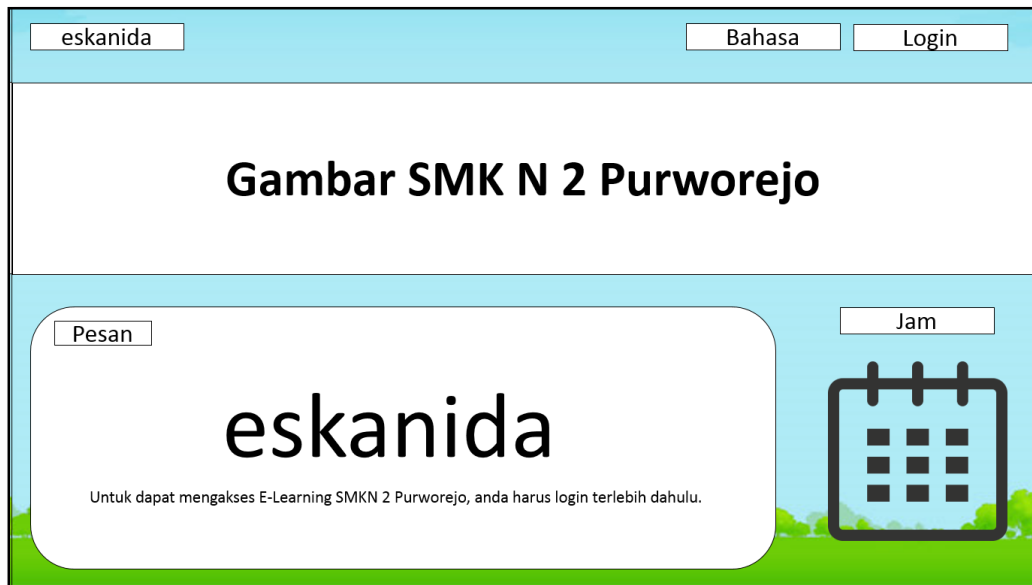 eskanida
Bahasa
Login
Gambar SMK N 2 Purworejo
Pesan
Jam
eskanida
Untuk dapat mengakses E-Learning SMKN 2 Purworejo, anda harus login terlebih dahulu.